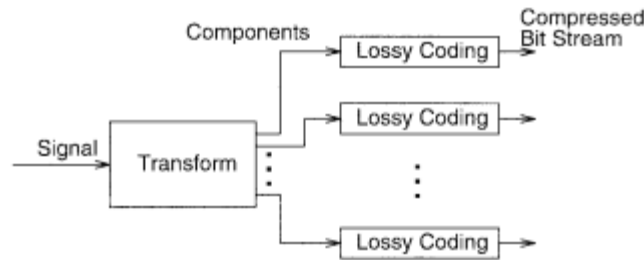 Components
Compressed
Bit Stream
Lossy Coding
Lossy Coding
Signal
Transform
Lossy Coding